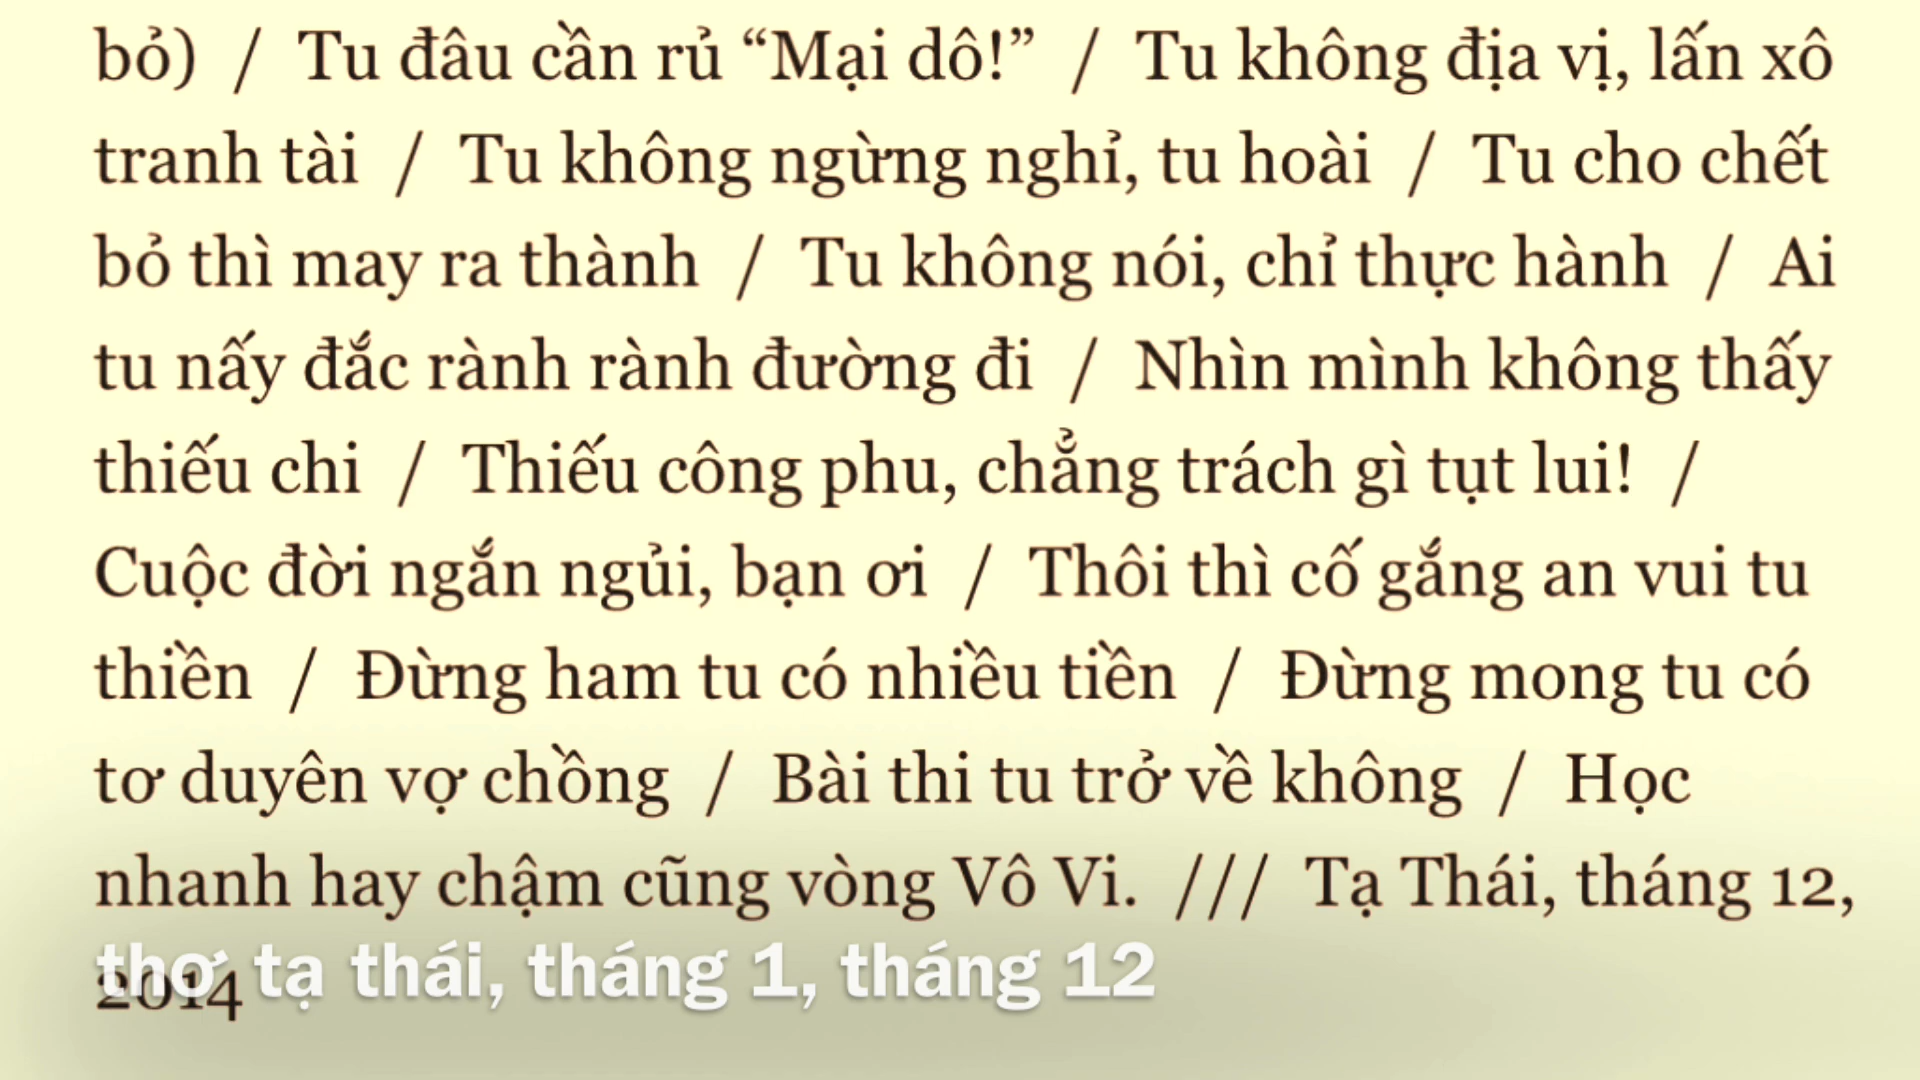 bỏ)  /  Tu đâu cần rủ “Mại dô!”  /  Tu không địa vị, lấn xô
tranh tài  /  Tu không ngừng nghỉ, tu hoài  /  Tu cho chết
bỏ thì may ra thành  /  Tu không nói, chỉ thực hành  /  Ai
tu nấy đắc rành rành đường đi  /  Nhìn mình không thấy
thiếu chi  /  Thiếu công phu, chẳng trách gì tụt lui!  /
Cuộc đời ngắn ngủi, bạn ơi  /  Thôi thì cố gắng an vui tu
thiền  /  Đừng ham tu có nhiều tiền  /  Đừng mong tu có
tơ duyên vợ chồng  /  Bài thi tu trở về không  /  Học
nhanh hay chậm cũng vòng Vô Vi.  ///  Tạ Thái, tháng 12,
2014
thơ tạ thái, tháng 1, tháng 12